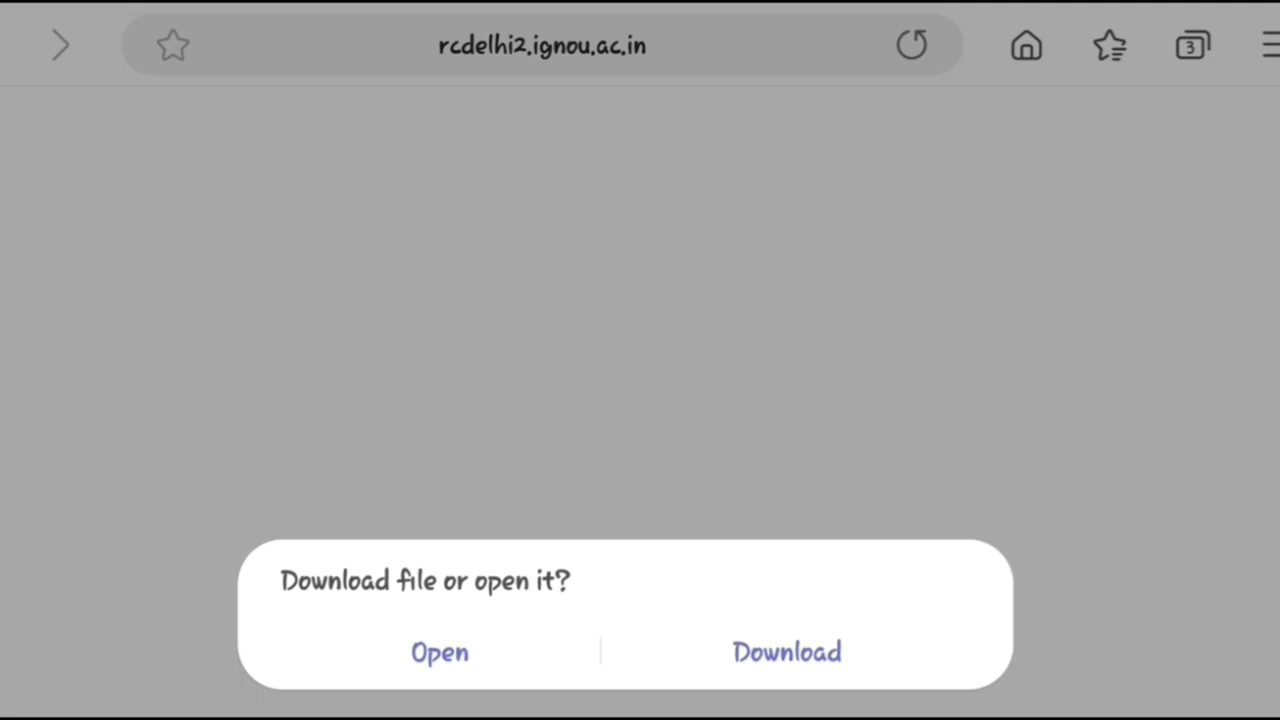 rcdelhi2.ignou.ac.in
3
Download file or open it?
Open
Download